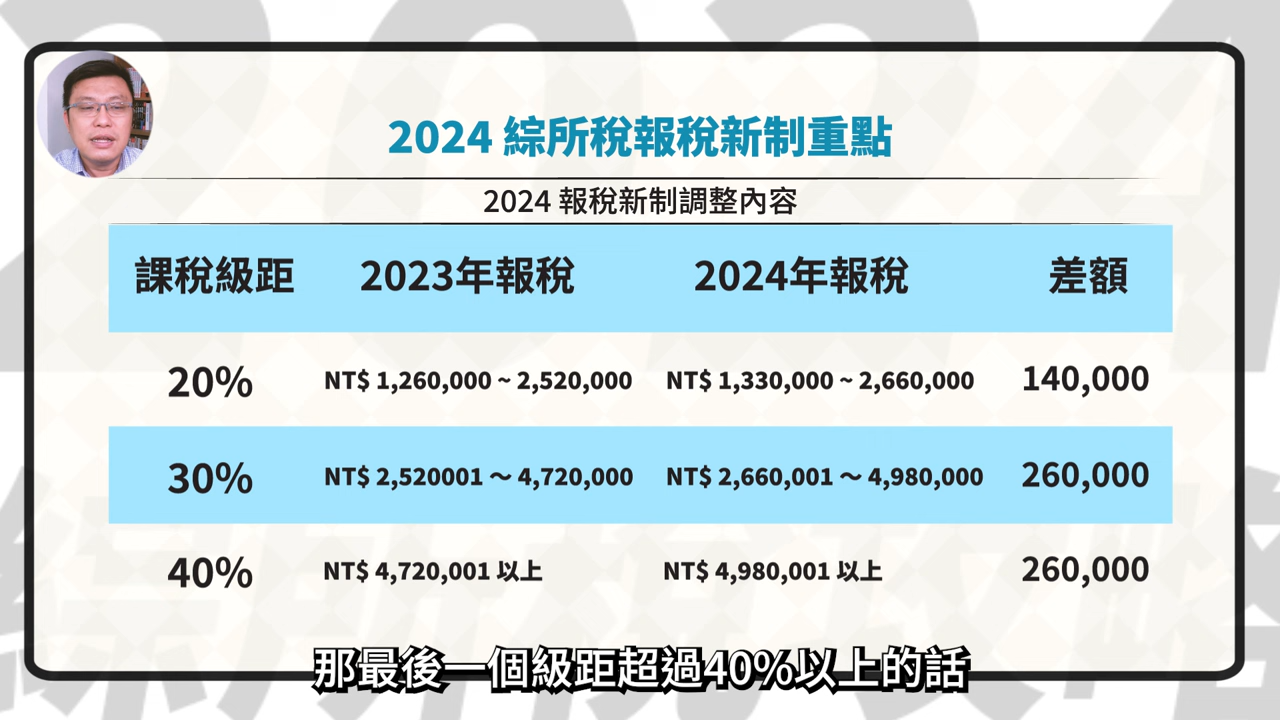 2024 綜所稅報稅新制重點
2024 報稅新制調整內容
課稅級距 2023年報稅 2024年報稅 差額
20% NT$ 1,260,000 ~ 2,520,000 NT$ 1,330,000 ~ 2,660,000 140,000
30% NT$ 2,520001 ～ 4,720,000 NT$ 2,660,001 ～ 4,980,000 260,000
40% NT$ 4,720,001 以上 NT$ 4,980,001 以上 260,000
那最後一個級距超過40%以上的話